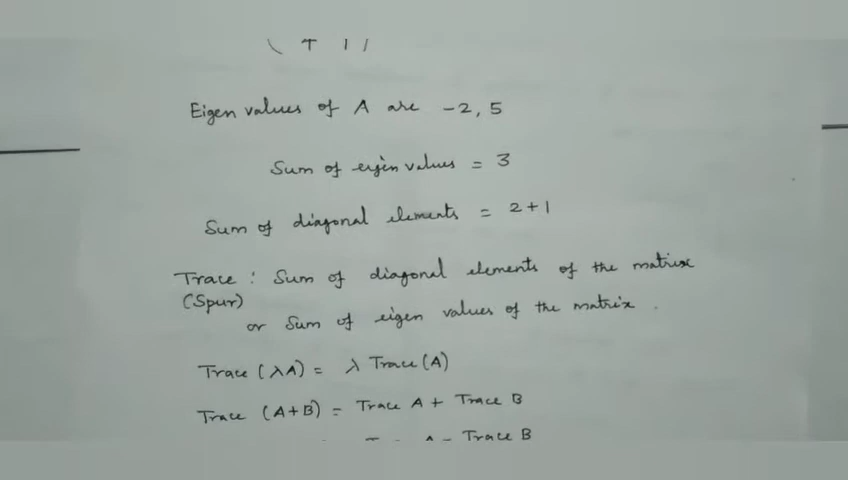 Eigen values of A are -2, 5
Sum of eigen values = 3
Sum of diagonal elements = 2+1
Trace : Sum of diagonal elements of the matrix
(Spur)
or Sum of eigen values of the matrix.
Trace (λA) = λ Trace (A)
Trace (A+B) = Trace A + Trace B
Trace B